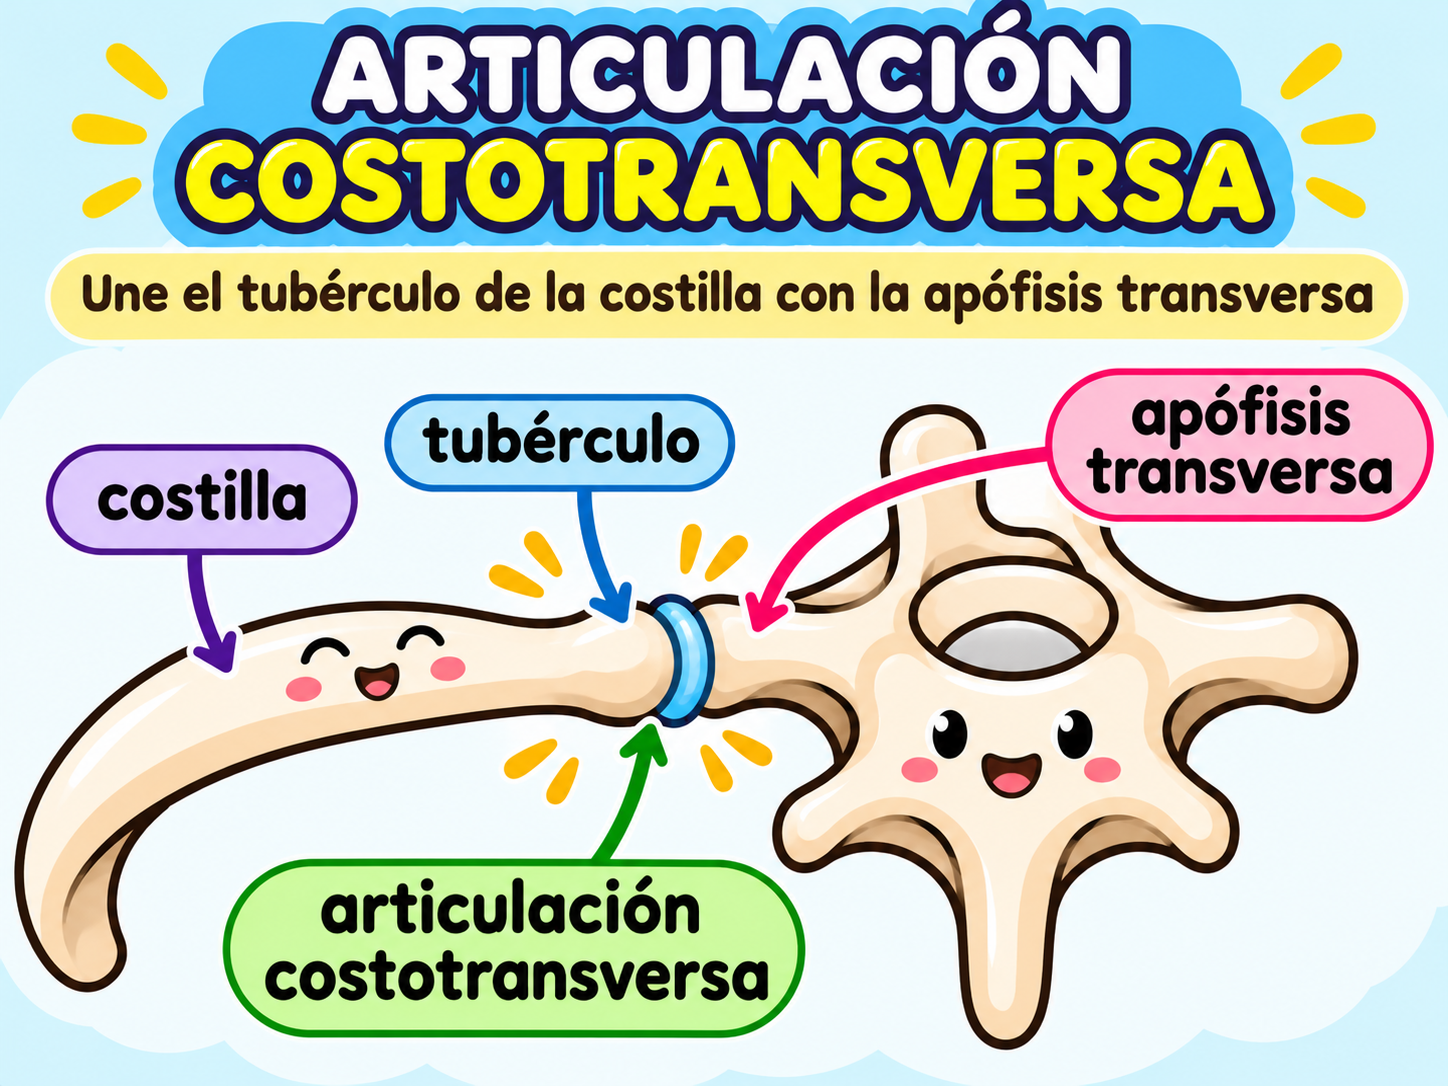 ARTICULACIÓN
COSTOTRANSVERSA
Une el tubérculo de la costilla con la apófisis transversa
costilla
tubérculo
apófisis
transversa
articulación
costotransversa